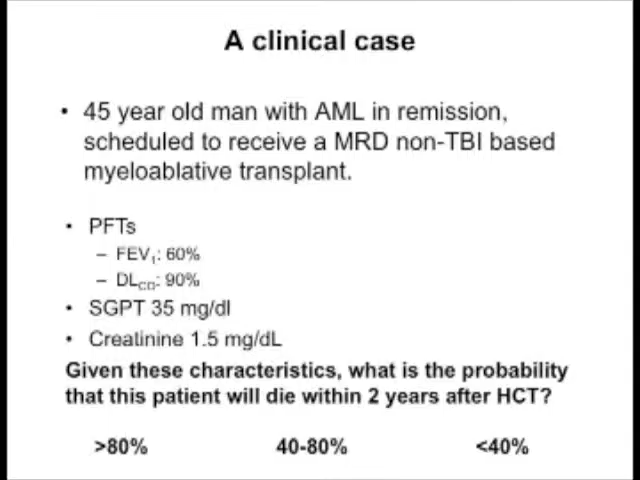 A clinical case
• 45 year old man with AML in remission,
scheduled to receive a MRD non-TBI based
myeloablative transplant.
• PFTs
– FEV1: 60%
– DLCO: 90%
• SGPT 35 mg/dl
• Creatinine 1.5 mg/dL
Given these characteristics, what is the probability
that this patient will die within 2 years after HCT?
>80% 40-80% <40%